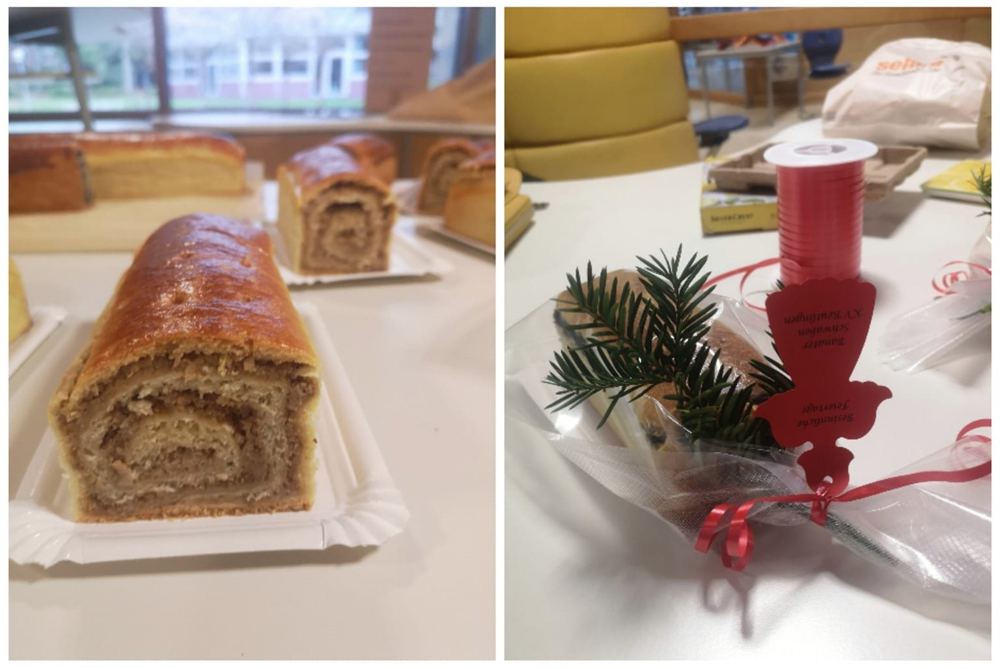 SILVERCREST
Besinnliche
Feiertage
Banater
Schwaben
KV Reutlingen